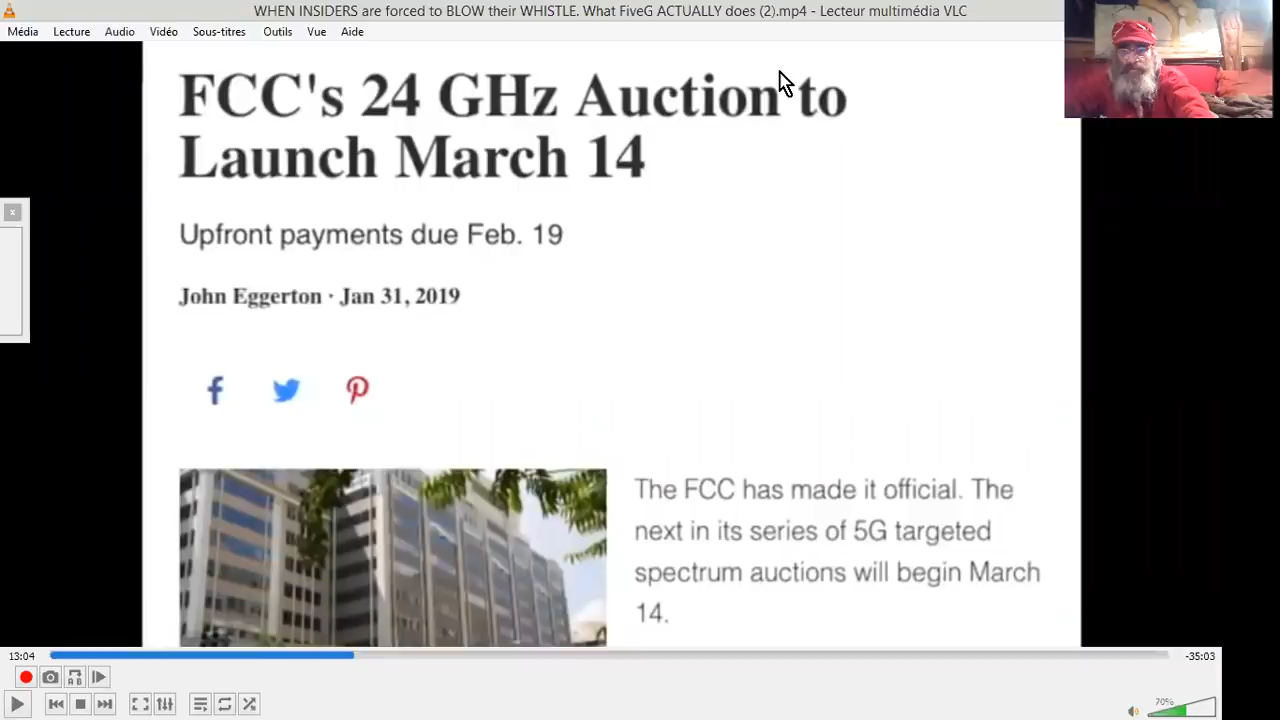 WHEN INSIDERS are forced to BLOW their WHISTLE. What FiveG ACTUALLY does (2).mp4 - Lecteur multimédia VLC
Média Lecture Audio Vidéo Sous-titres Outils Vue Aide
FCC's 24 GHz Auction to
Launch March 14
Upfront payments due Feb. 19
John Eggerton · Jan 31, 2019
The FCC has made it official. The
next in its series of 5G targeted
spectrum auctions will begin March
14.
13:04
-35:03
70%